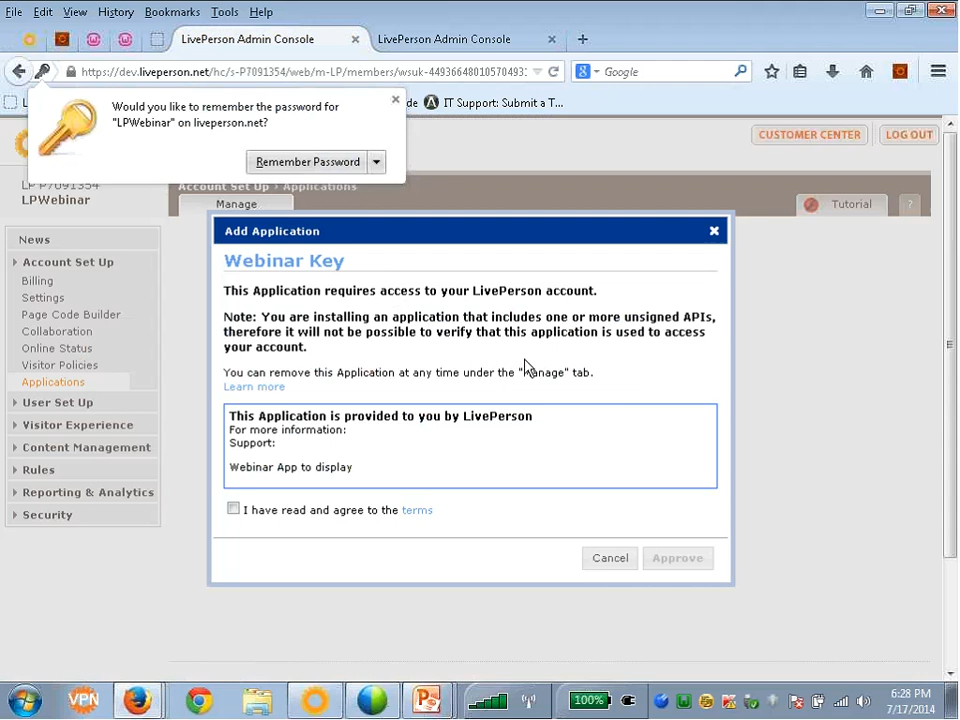 File Edit View History Bookmarks Tools Help
LivePerson Admin Console
LivePerson Admin Console
https://dev.liveperson.net/hc/s-P7091354/web/m-LP/members/wsuk-44936648010570493:
Google
IT Support: Submit a T...
Would you like to remember the password for
"LPWebinar" on liveperson.net?
Remember Password
CUSTOMER CENTER
LOG OUT
LP P7091354
LPWebinar
Account Set Up > Applications
Manage
Tutorial
?
News
Account Set Up
Billing
Settings
Page Code Builder
Collaboration
Online Status
Visitor Policies
Applications
User Set Up
Visitor Experience
Content Management
Rules
Reporting & Analytics
Security
Add Application
Webinar Key
This Application requires access to your LivePerson account.
Note: You are installing an application that includes one or more unsigned APIs,
therefore it will not be possible to verify that this application is used to access
your account.
You can remove this Application at any time under the "Manage" tab.
Learn more
This Application is provided to you by LivePerson
For more information:
Support:
Webinar App to display
I have read and agree to the terms
Cancel
Approve
VPN
100%
6:28 PM
7/17/2014